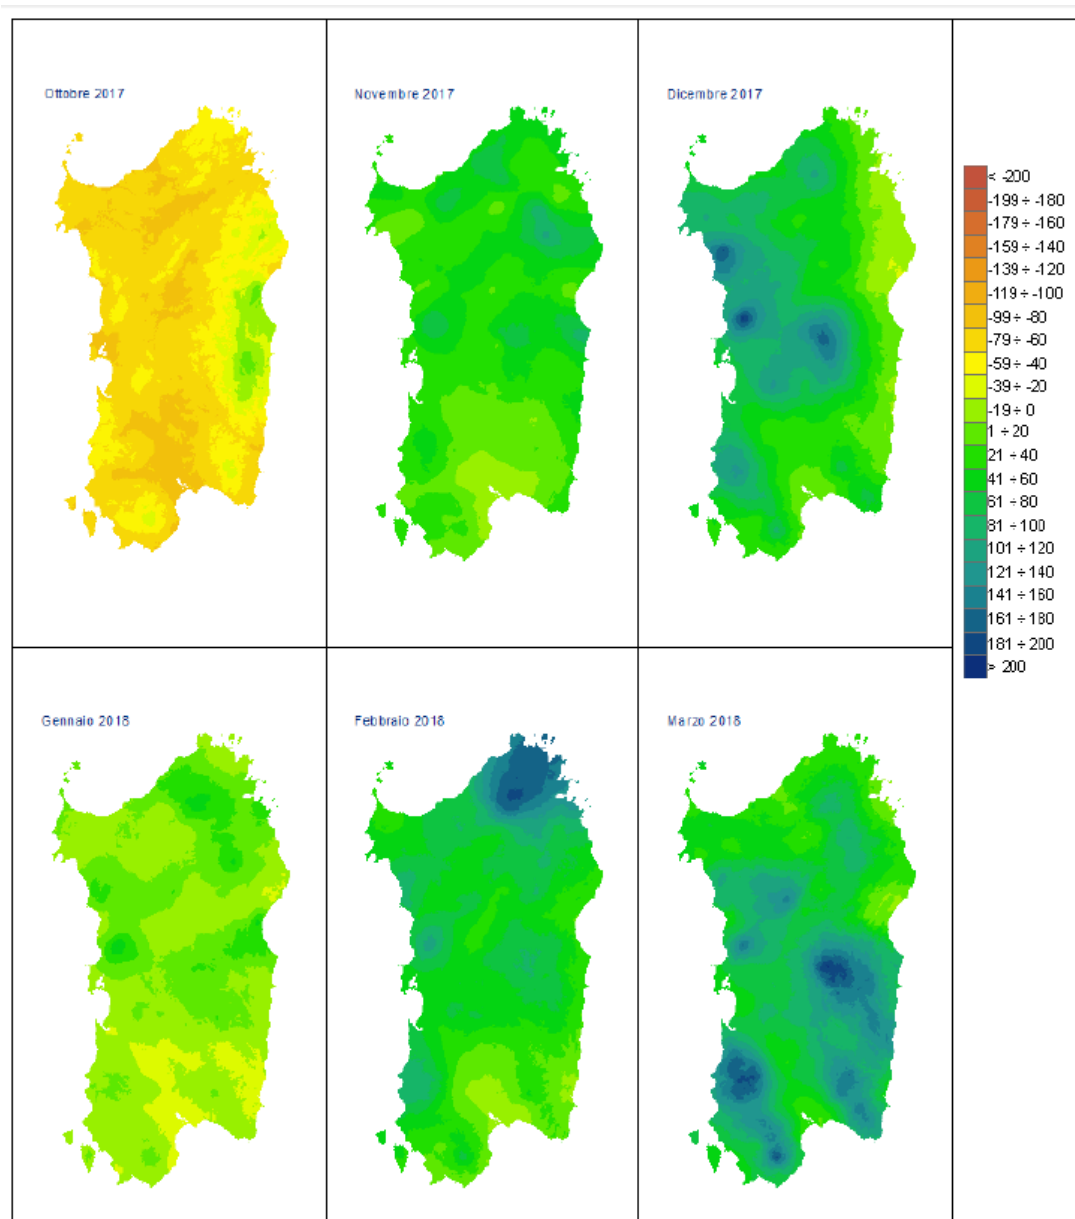 Ottobre 2017
Novembre 2017
Dicembre 2017
< -200
-199 ÷ -180
-179 ÷ -160
-159 ÷ -140
-139 ÷ -120
-119 ÷ -100
-99 ÷ -80
-79 ÷ -60
-59 ÷ -40
-39 ÷ -20
-19 ÷ 0
1 ÷ 20
21 ÷ 40
41 ÷ 60
61 ÷ 80
81 ÷ 100
101 ÷ 120
121 ÷ 140
141 ÷ 160
161 ÷ 180
181 ÷ 200
> 200
Gennaio 2018
Febbraio 2018
Marzo 2018